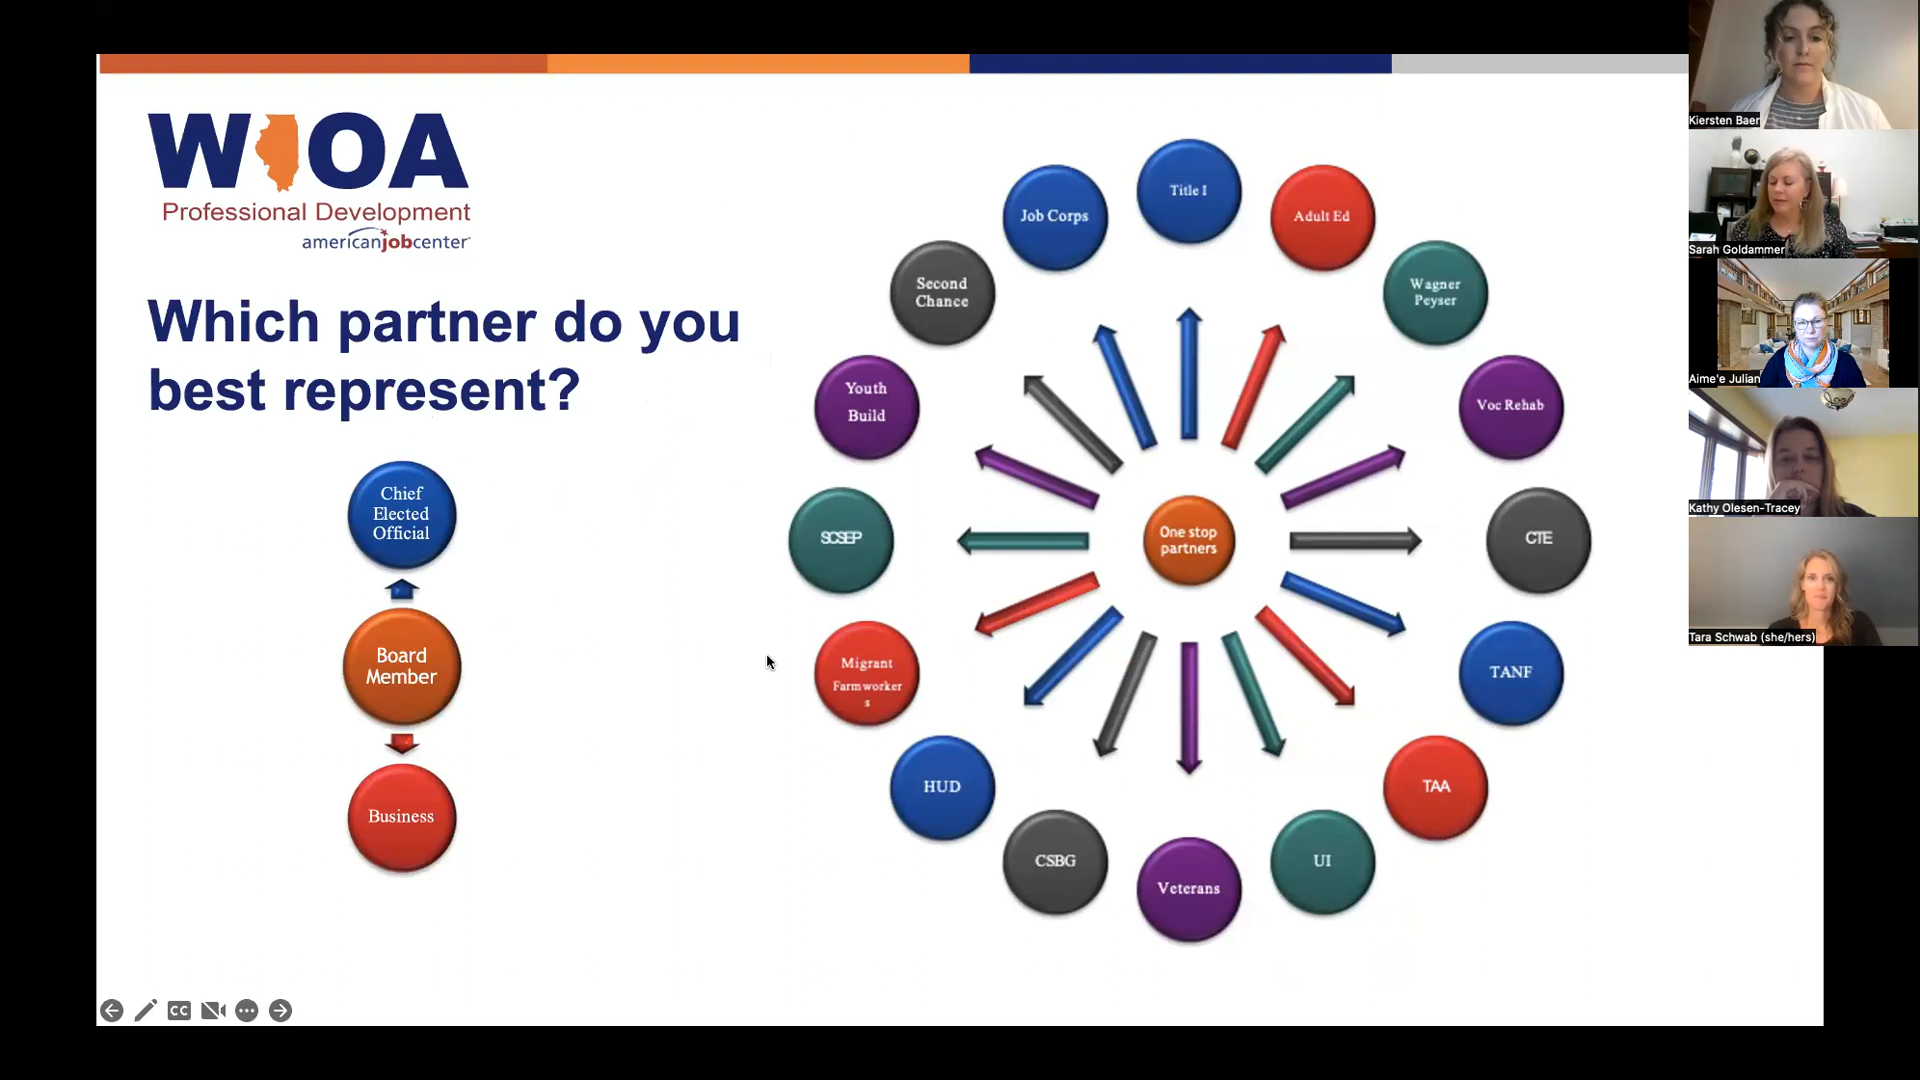 WIOA
Professional Development
americanjobcenter
Which partner do you
best represent?
Chief
Elected
Official
Board
Member
Business
One stop
partners
Title I
Adult Ed
Wagner
Peyser
Voc Rehab
CTE
TANF
TAA
UI
Veterans
CSBG
HUD
Migrant
Farmworker
s
SCSEP
Youth
Build
Second
Chance
Job Corps
CC
Kiersten Baer
Sarah Goldammer
Aime'e Julian
Kathy Olesen-Tracey
Tara Schwab (she/hers)